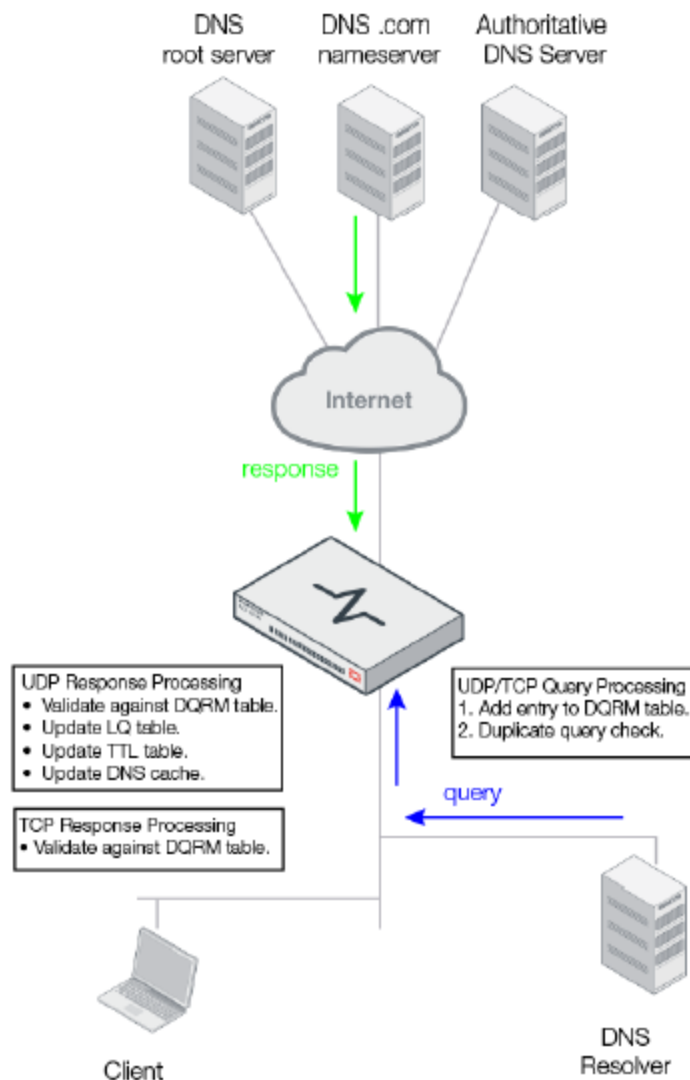 DNS
root server
DNS .com
nameserver
Authoritative
DNS Server
Internet
response
UDP Response Processing
• Validate against DQRM table.
• Update LQ table.
• Update TTL table.
• Update DNS cache.
UDP/TCP Query Processing
1. Add entry to DQRM table.
2. Duplicate query check.
query
TCP Response Processing
• Validate against DQRM table.
Client
DNS
Resolver